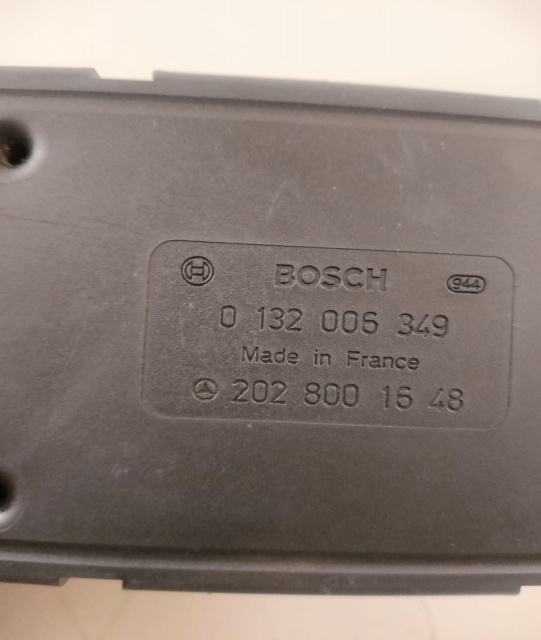 BOSCH 944
0 132 006 349
Made in France
202 800 16 48